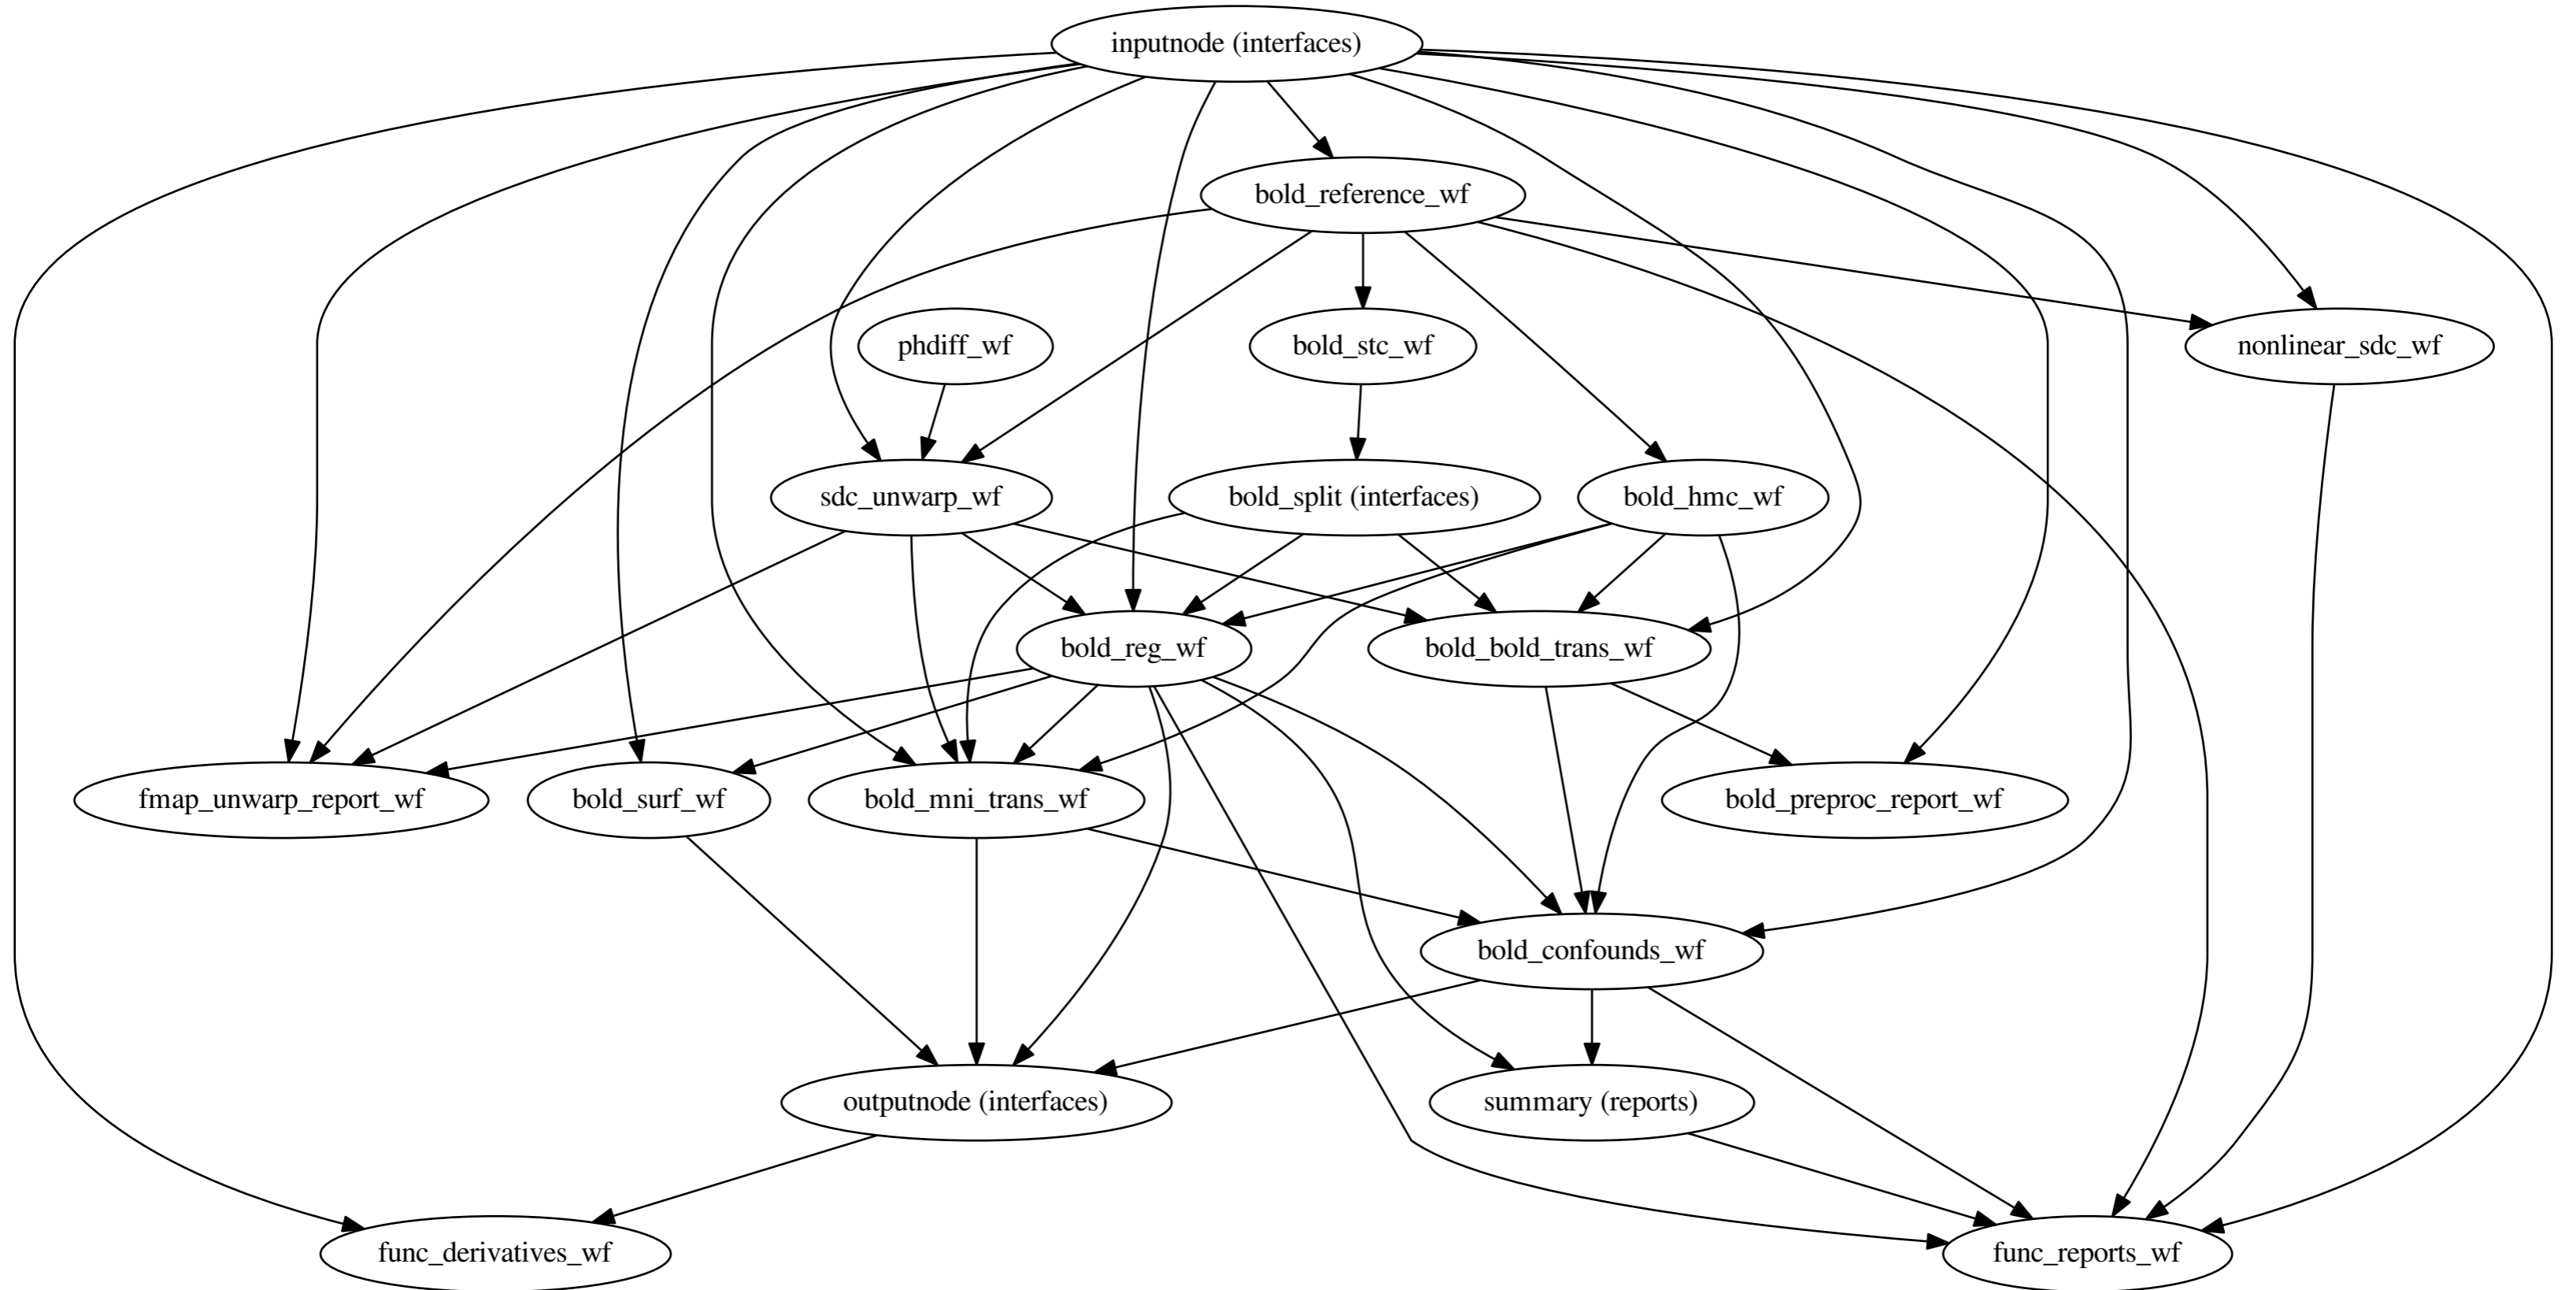 inputnode (interfaces)
bold_reference_wf
phdiff_wf
bold_stc_wf
nonlinear_sdc_wf
sdc_unwarp_wf
bold_split (interfaces)
bold_hmc_wf
bold_reg_wf
bold_bold_trans_wf
fmap_unwarp_report_wf
bold_surf_wf
bold_mni_trans_wf
bold_preproc_report_wf
bold_confounds_wf
outputnode (interfaces)
summary (reports)
func_derivatives_wf
func_reports_wf